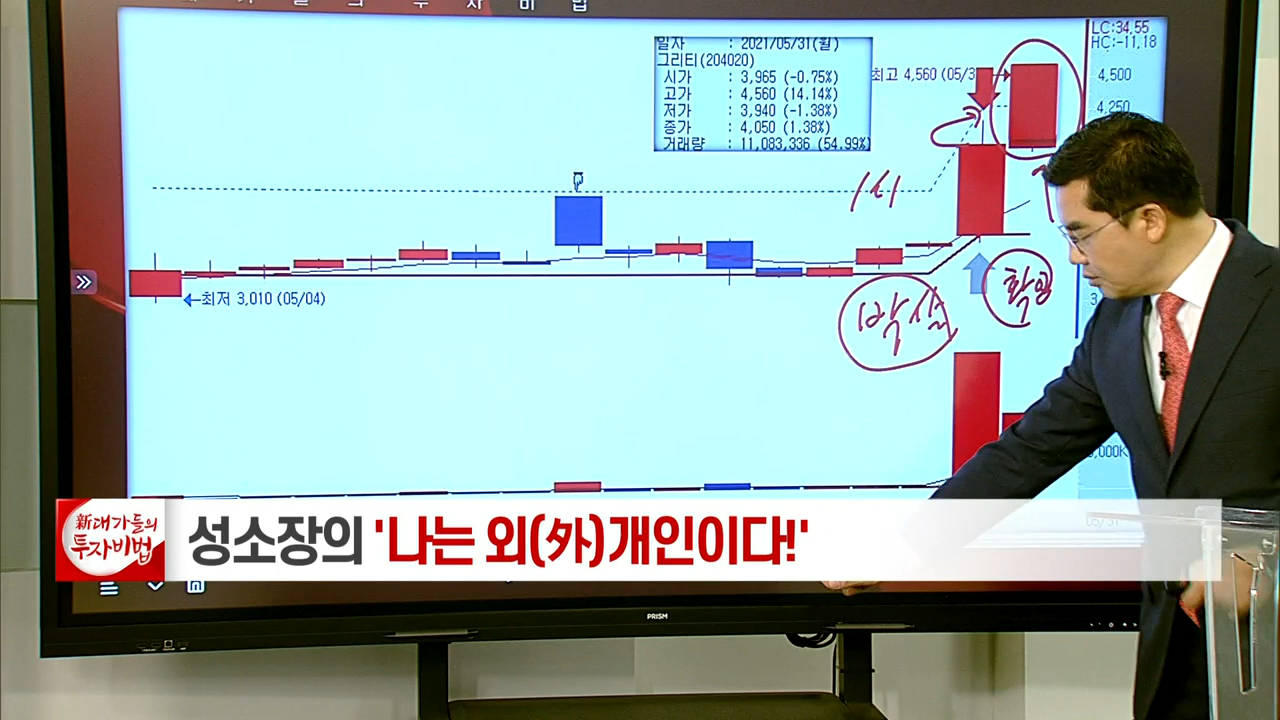 LC:34.55
HC:-11.18
일자 : 2021/05/31(월)
그리티(204020)
시가 : 3,965 (-0.75%)
고가 : 4,560 (14.14%)
저가 : 3,940 (-1.38%)
종가 : 4,050 (1.38%)
거래량 : 11,083,336 (54.99%)
최고 4,560 (05/3
4,500
4,250
최저 3,010 (05/04)
박설
확인
新대가들의
투자비법
성소장의 '나는 외(外)개인이다!'
PRISM